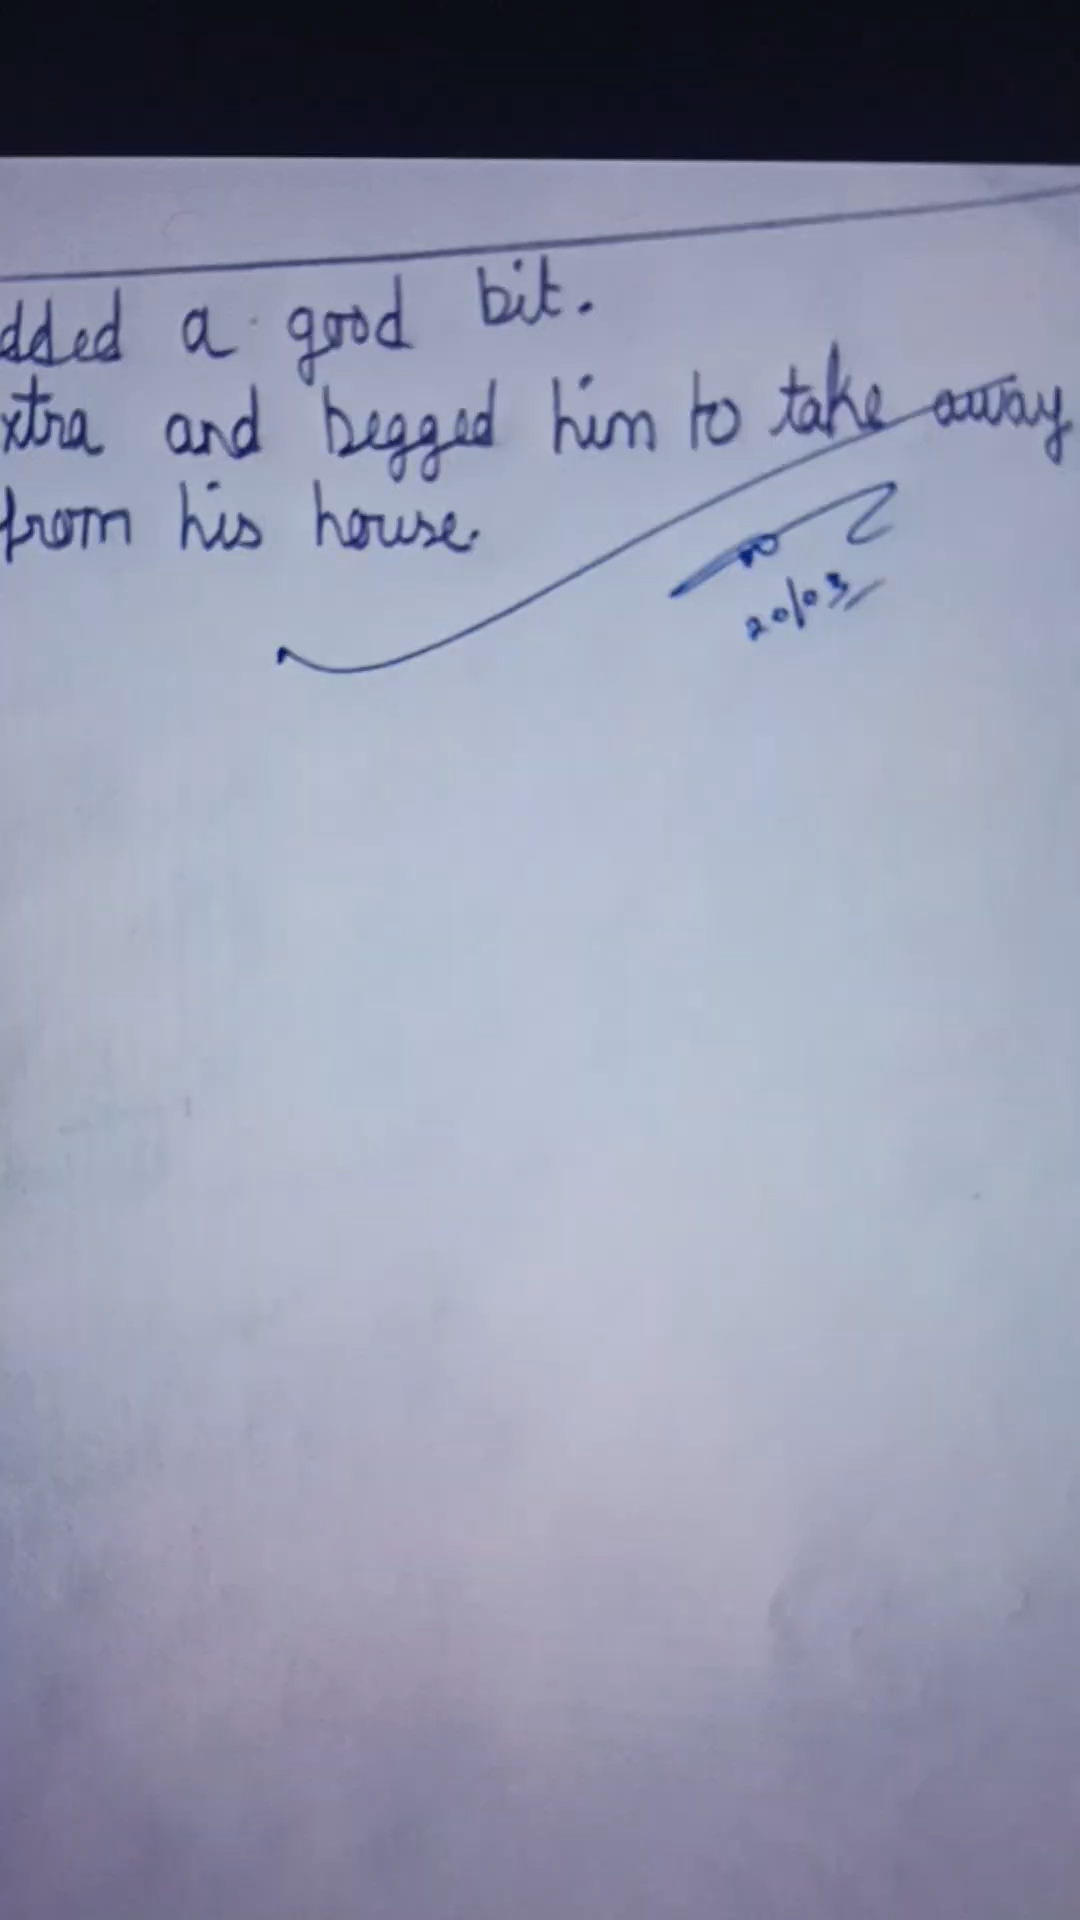 dded a good bit.
xtra and begged him to take away
from his house.
20/03